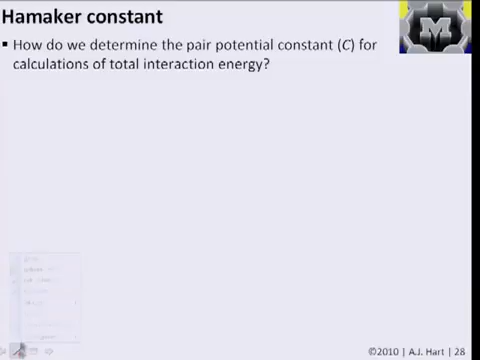 Hamaker constant
▪ How do we determine the pair potential constant (C) for
calculations of total interaction energy?
M
©2010 | A.J. Hart | 28